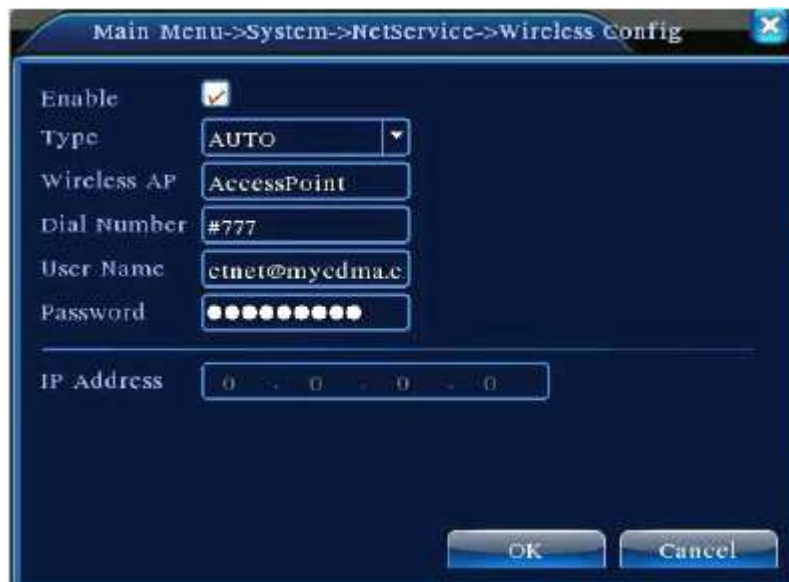 Main Menu->System->NetService->Wireless Config
Enable
Type AUTO
Wireless AP AccessPoint
Dial Number #777
User Name ctnet@mycdma.c
Password ●●●●●●●●●
IP Address 0 . 0 . 0 . 0
OK Cancel